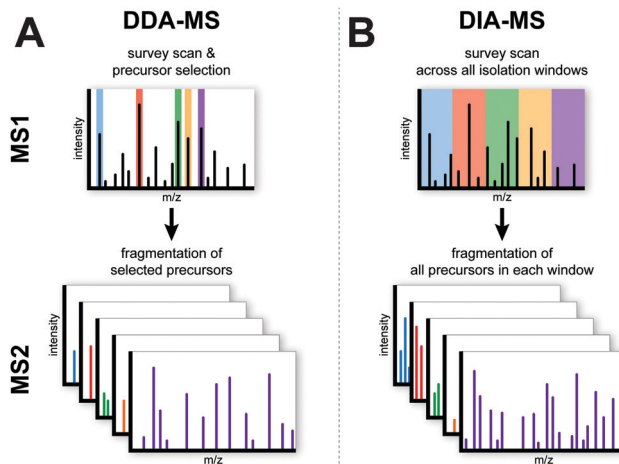 A
DDA-MS
survey scan &
precursor selection
MS1
intensity
m/z
fragmentation of
selected precursors
MS2
intensity
m/z
B
DIA-MS
survey scan
across all isolation windows
intensity
m/z
fragmentation of
all precursors in each window
intensity
m/z